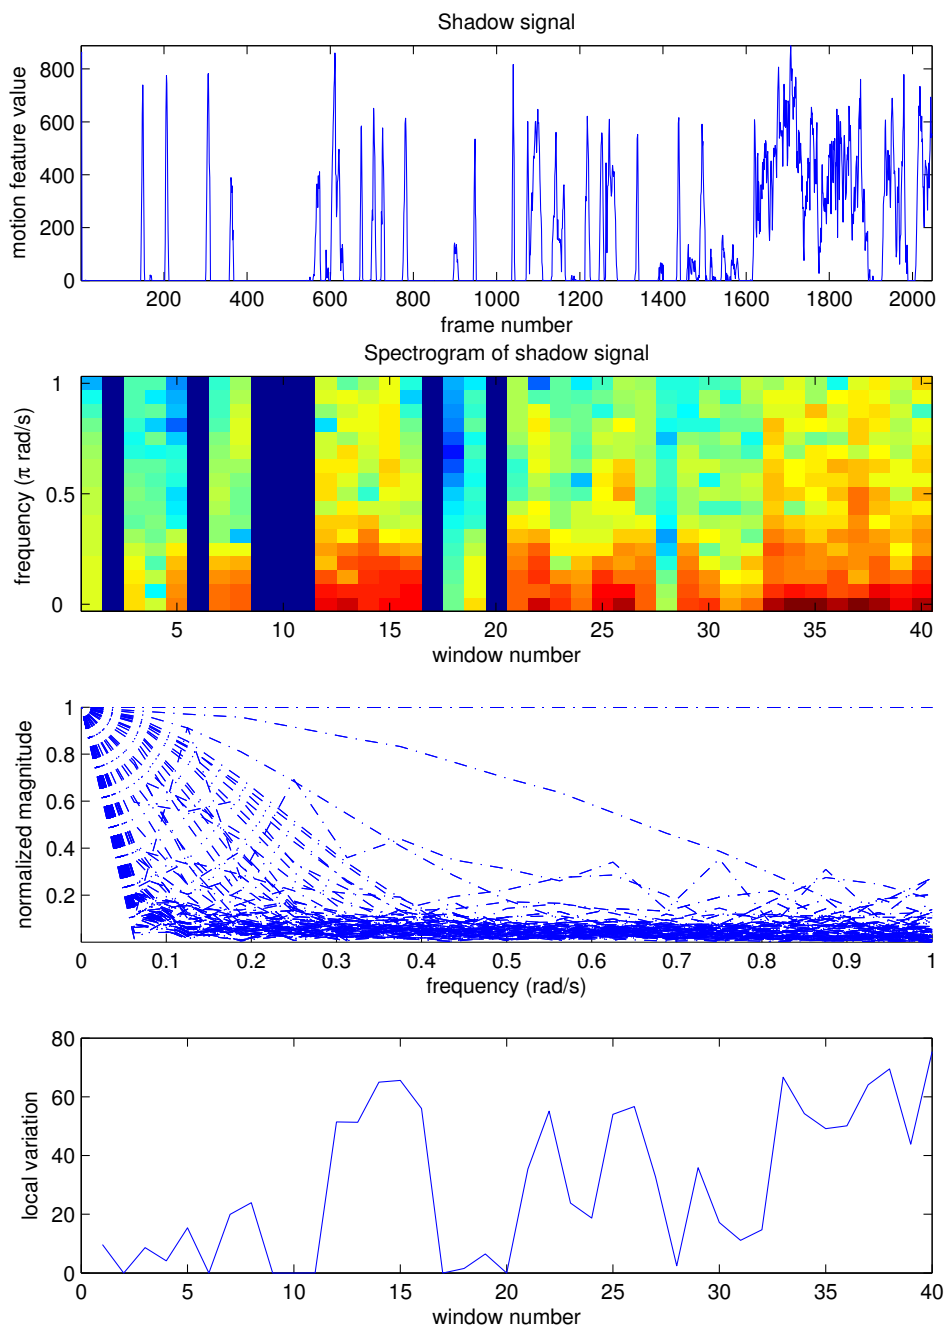 Shadow signal
motion feature value
800
600
400
200
0
200 400 600 800 1000 1200 1400 1600 1800 2000
frame number
Spectrogram of shadow signal
frequency (π rad/s)
1
0.5
0
5 10 15 20 25 30 35 40
window number
normalized magnitude
1
0.8
0.6
0.4
0.2
0 0.1 0.2 0.3 0.4 0.5 0.6 0.7 0.8 0.9 1
frequency (rad/s)
local variation
80
60
40
20
0
0 5 10 15 20 25 30 35 40
window number